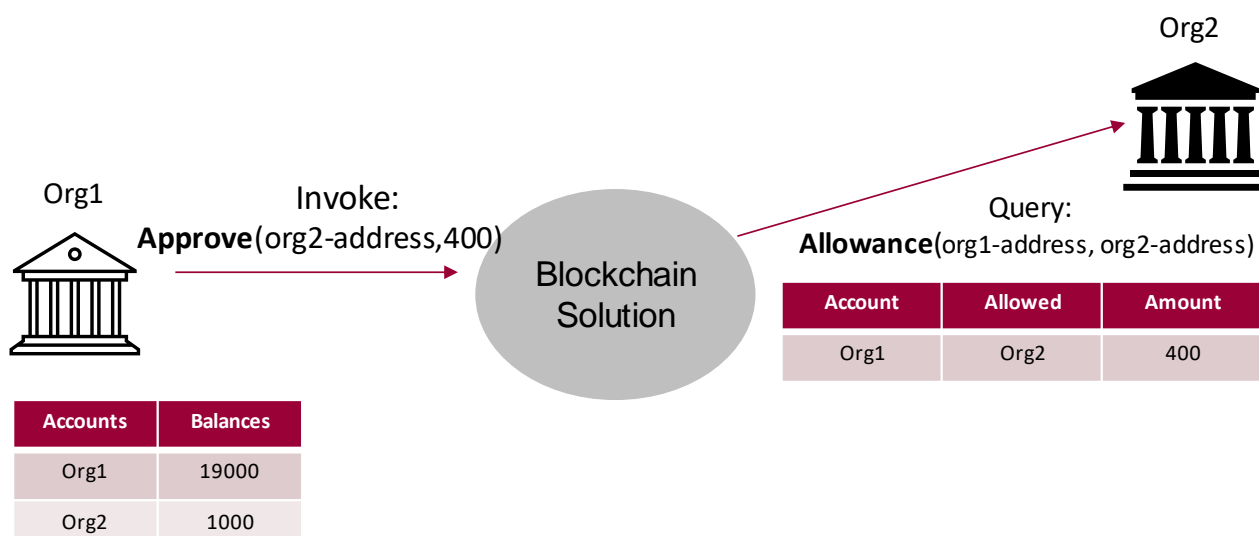 Org2
Org1
Invoke:
Approve(org2-address,400)
Blockchain
Solution
Query:
Allowance(org1-address, org2-address)
Account Allowed Amount
Org1 Org2 400
Accounts Balances
Org1 19000
Org2 1000